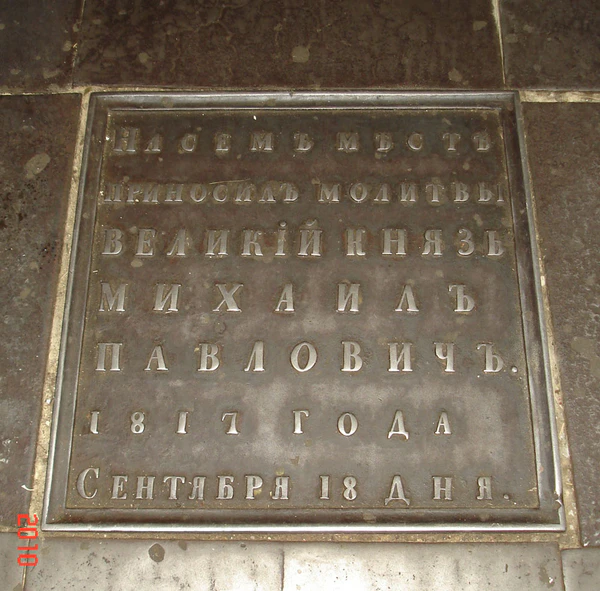 На семъ мѣстѣ
приносилъ молитвы
Великій Князь
Михаилъ
Павловичъ.
1817 года
Сентября 18 дня.
2010